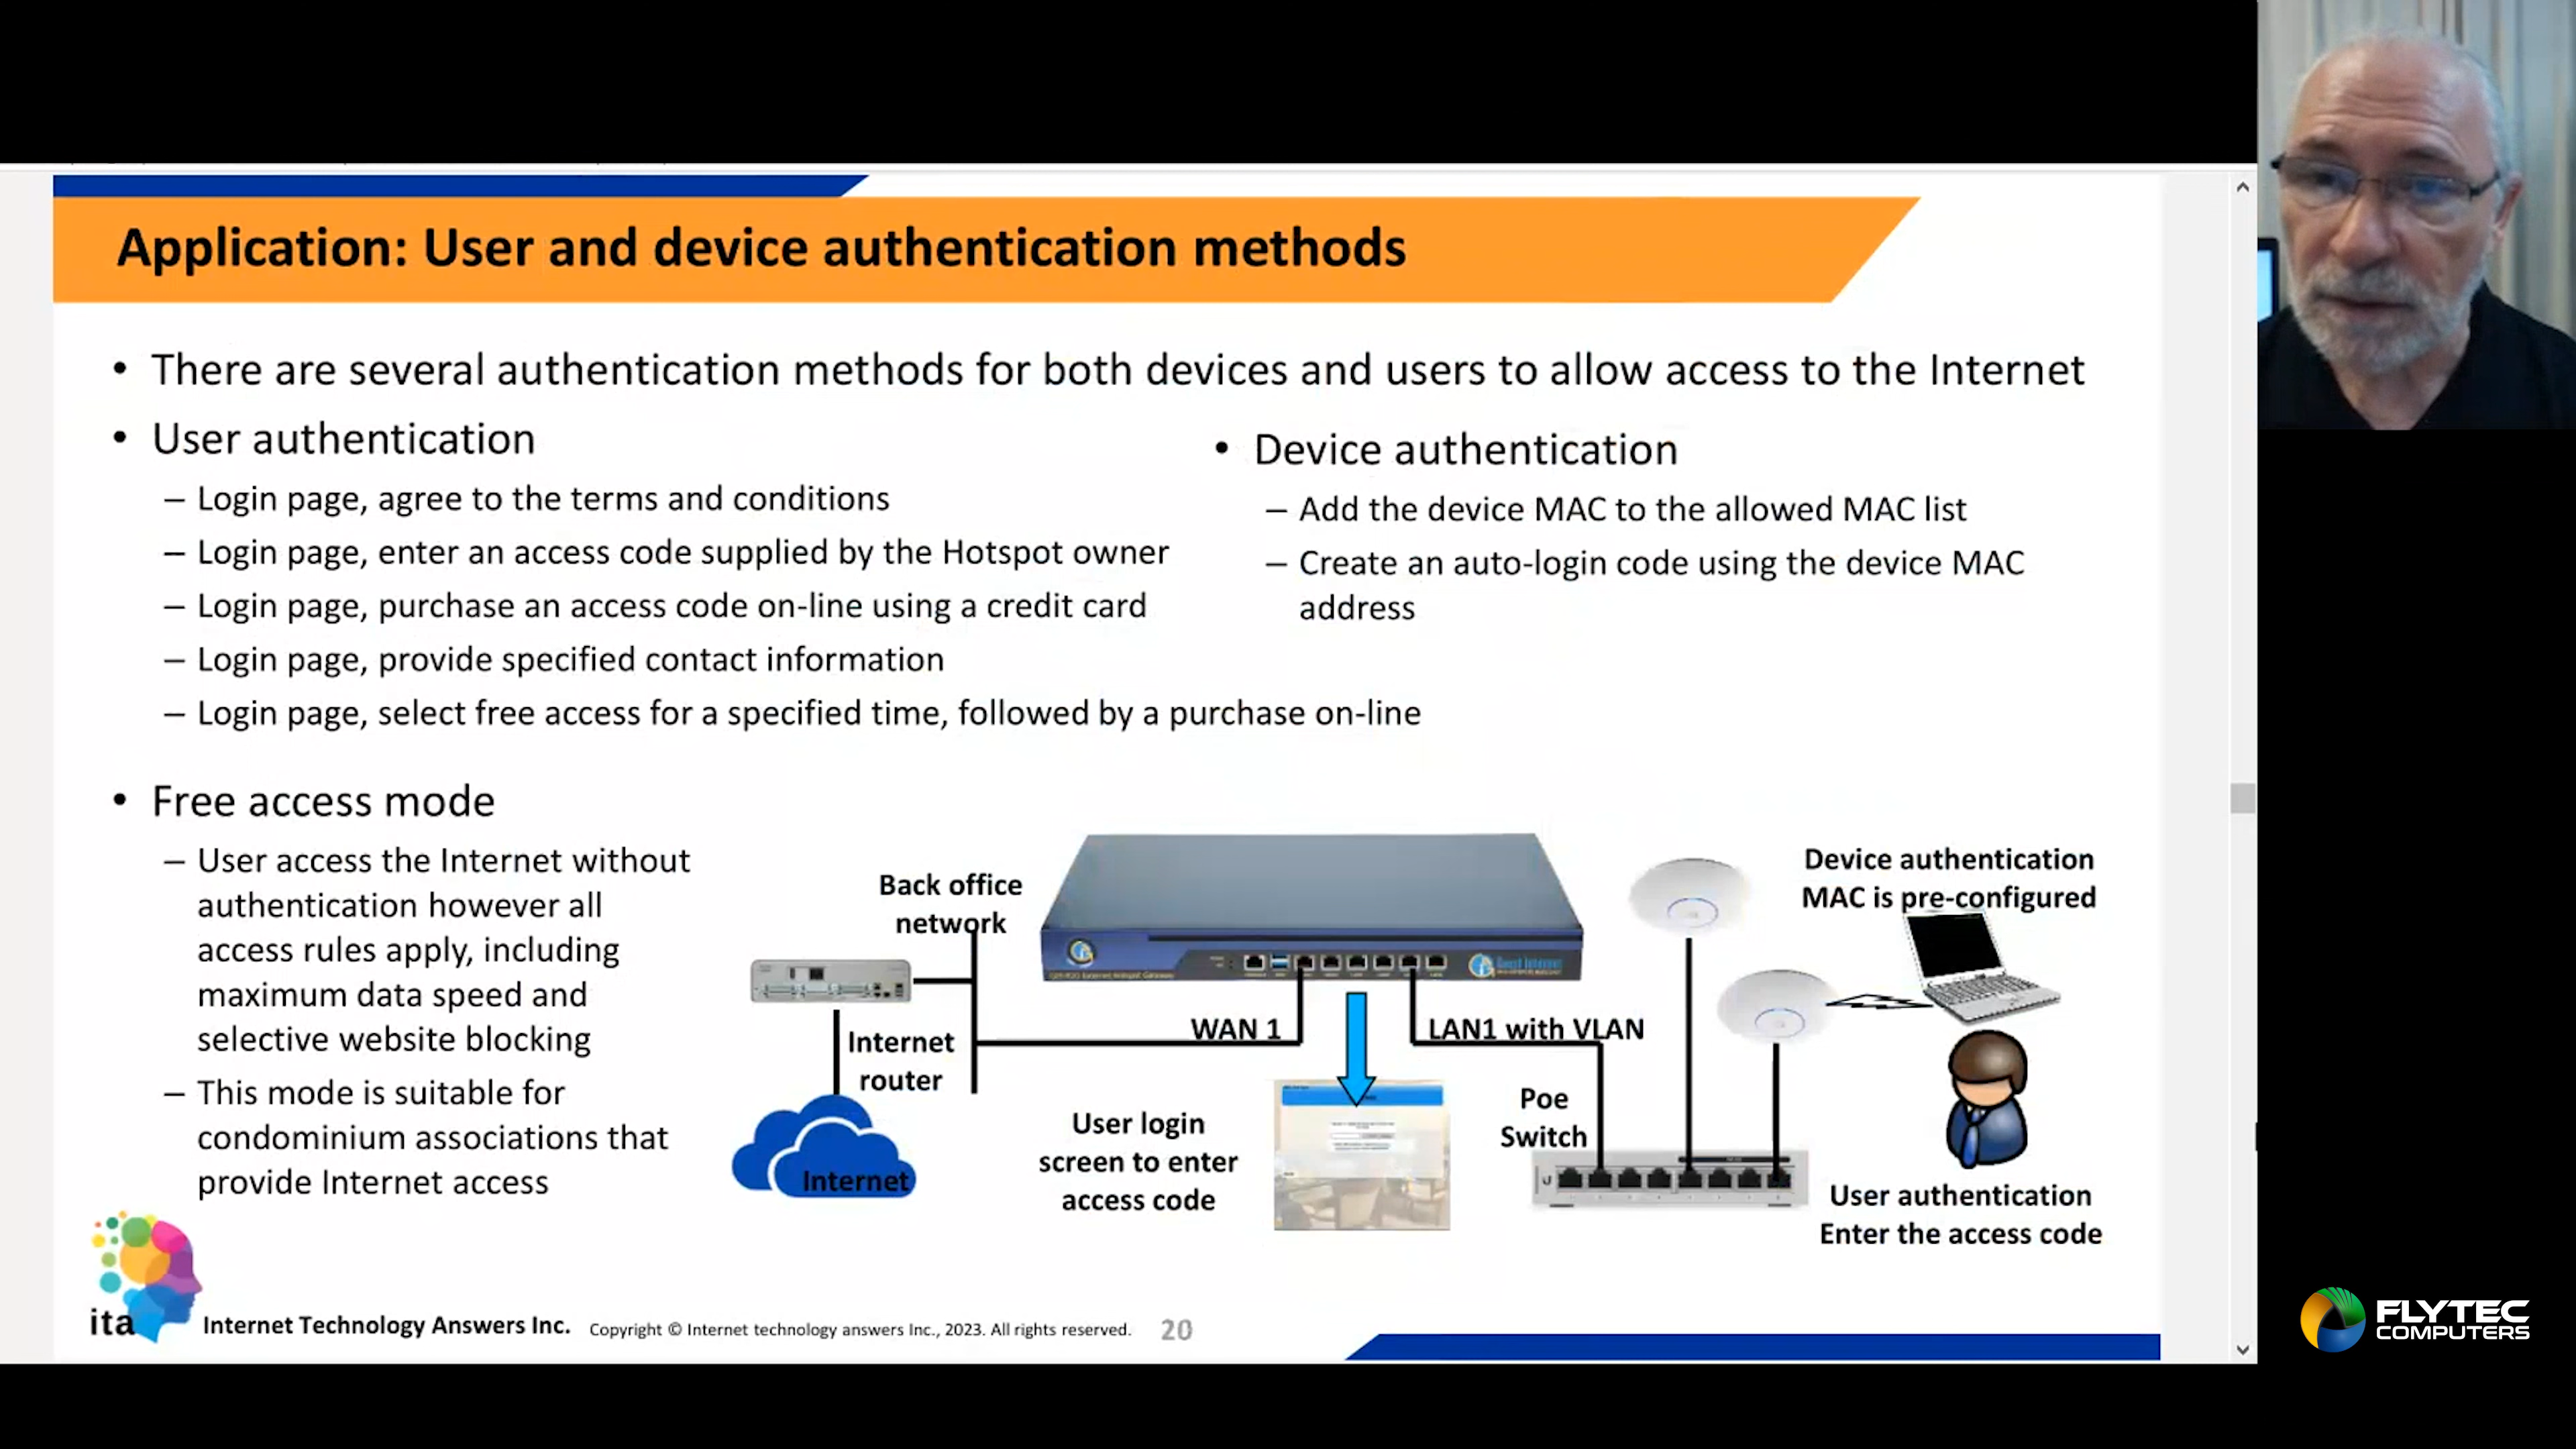 Application: User and device authentication methods
• There are several authentication methods for both devices and users to allow access to the Internet
• User authentication
– Login page, agree to the terms and conditions
– Login page, enter an access code supplied by the Hotspot owner
– Login page, purchase an access code on-line using a credit card
– Login page, provide specified contact information
– Login page, select free access for a specified time, followed by a purchase on-line
• Device authentication
– Add the device MAC to the allowed MAC list
– Create an auto-login code using the device MAC
address
• Free access mode
– User access the Internet without
authentication however all
access rules apply, including
maximum data speed and
selective website blocking
– This mode is suitable for
condominium associations that
provide Internet access
Back office
network
Internet
router
Internet
WAN 1
LAN1 with VLAN
Guest Internet
User login
screen to enter
access code
Poe
Switch
Device authentication
MAC is pre-configured
User authentication
Enter the access code
ita
Internet Technology Answers Inc.
Copyright © Internet technology answers Inc., 2023. All rights reserved.
20
FLYTEC
COMPUTERS